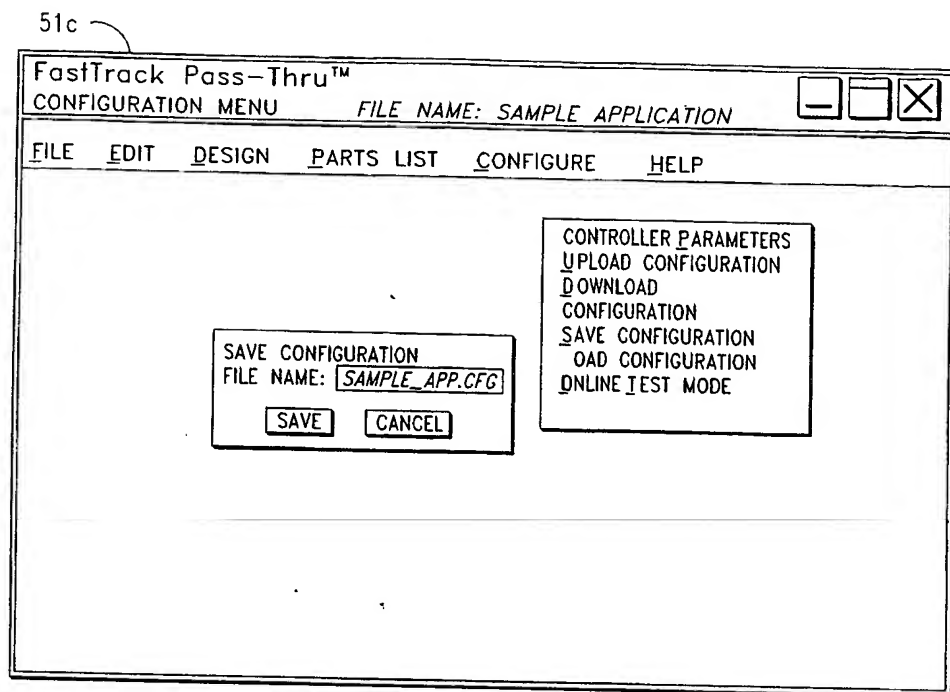 51c
FastTrack Pass-Thru™
CONFIGURATION MENU FILE NAME: SAMPLE APPLICATION
FILE EDIT DESIGN PARTS LIST CONFIGURE HELP
CONTROLLER PARAMETERS
UPLOAD CONFIGURATION
DOWNLOAD
CONFIGURATION
SAVE CONFIGURATION
OAD CONFIGURATION
ONLINE TEST MODE
SAVE CONFIGURATION
FILE NAME: SAMPLE_APP.CFG
SAVE CANCEL